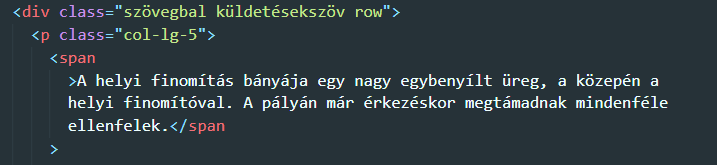 <div class="szövegbal küldetésekszöv row">
<p class="col-lg-5">
<span
>A helyi finomítás bányája egy nagy egybenyílt üreg, a közepén a
helyi finomítóval. A pályán már érkezéskor megtámadnak mindenféle
ellenfelek.</span
>